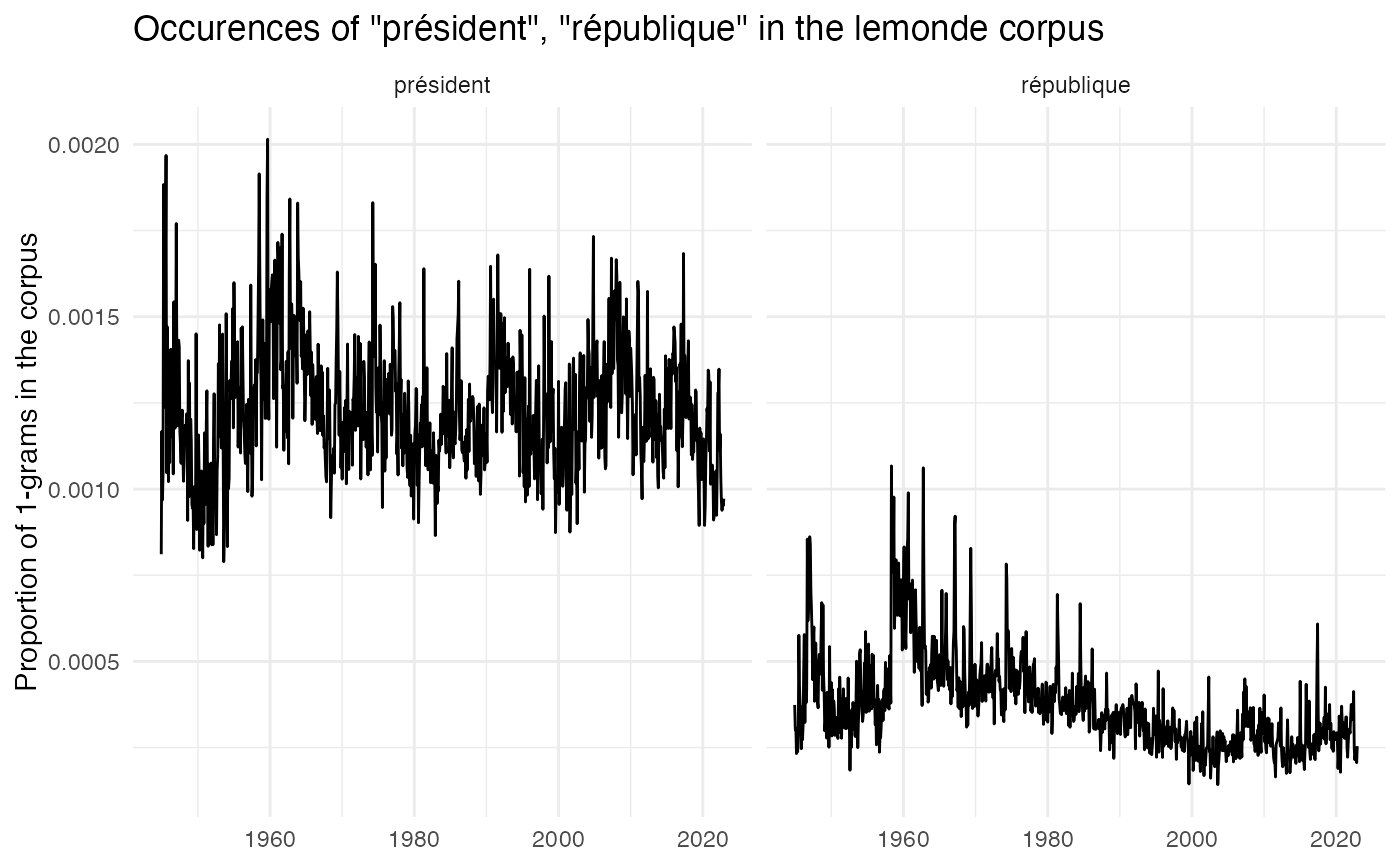 Occurences of "président", "république" in the lemonde corpus
président
république
Proportion of 1-grams in the corpus
0.0020
0.0015
0.0010
0.0005
1960 1980 2000 2020
1960 1980 2000 2020